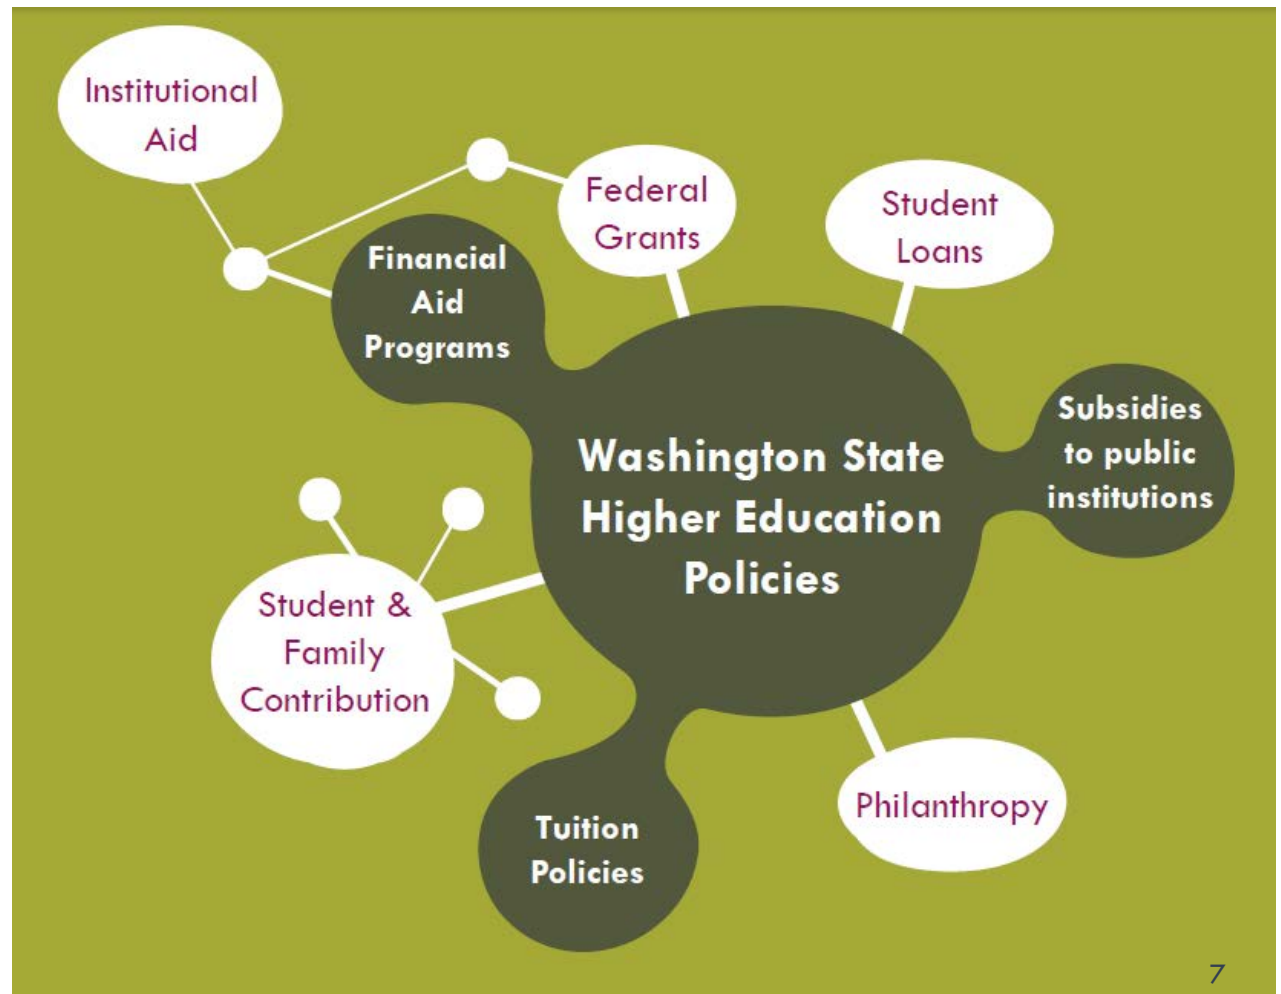 Institutional
Aid
Federal
Grants
Student
Loans
Financial
Aid
Programs
Subsidies
to public
institutions
Washington State
Higher Education
Policies
Student &
Family
Contribution
Philanthropy
Tuition
Policies
7